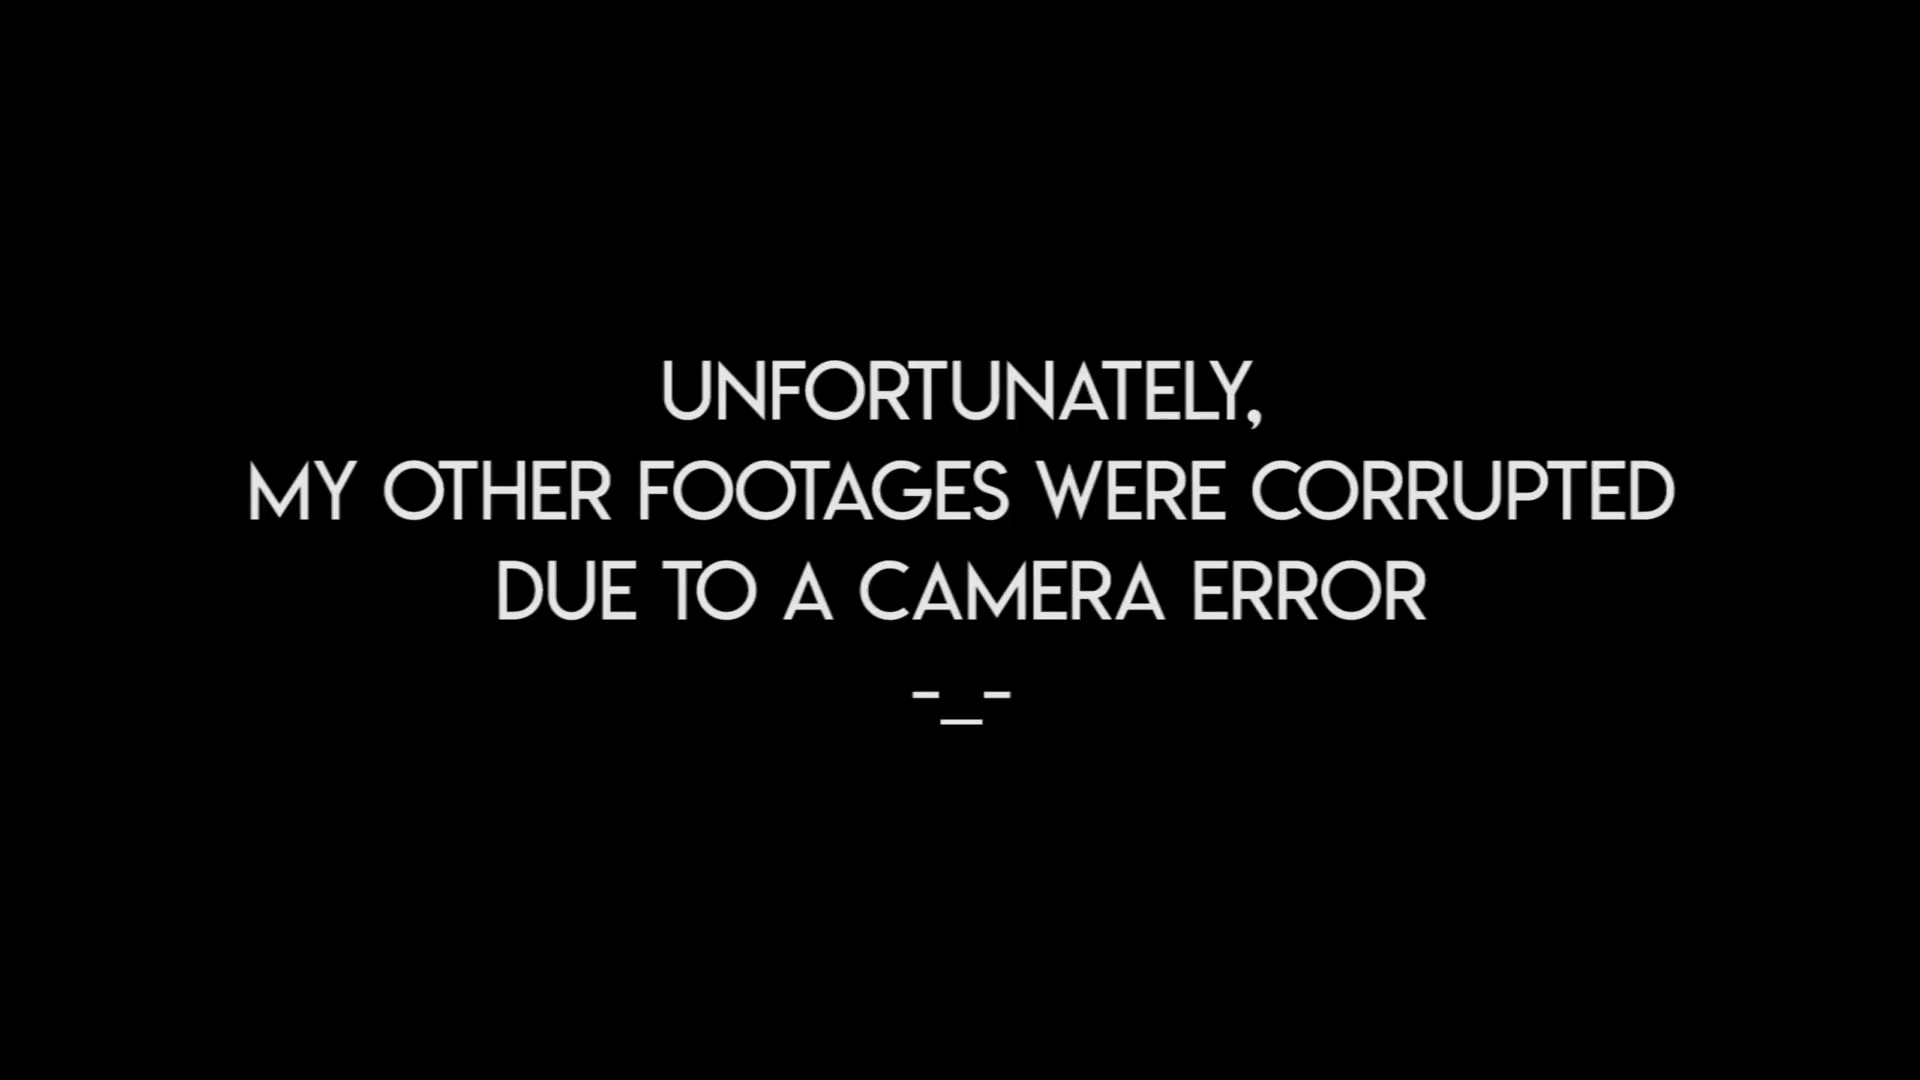 UNFORTUNATELY,
MY OTHER FOOTAGES WERE CORRUPTED
DUE TO A CAMERA ERROR
-_-